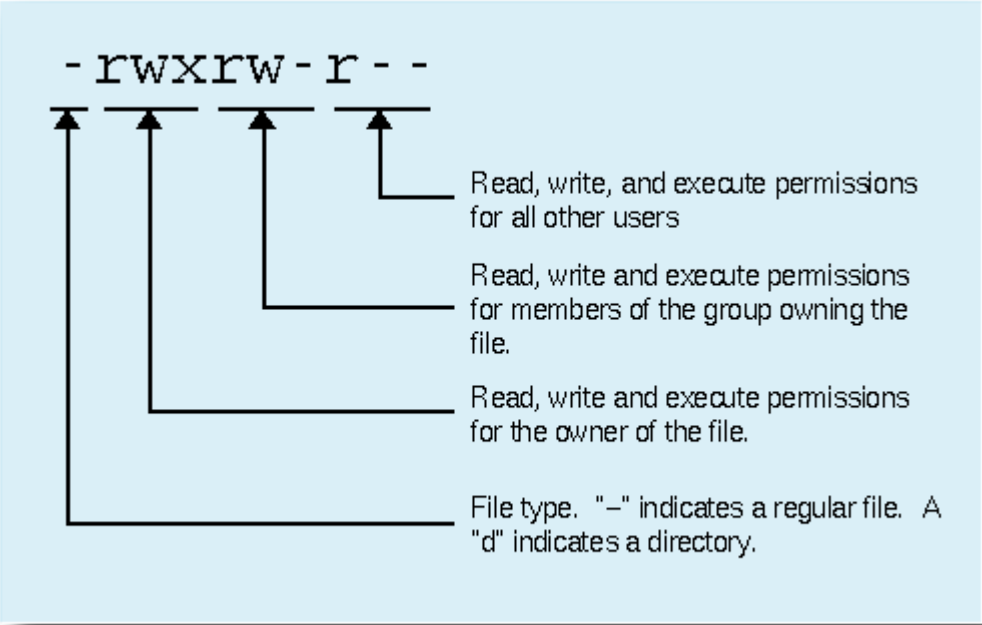 -rwxrw-r--
Read, write, and execute permissions
for all other users
Read, write and execute permissions
for members of the group owning the
file.
Read, write and execute permissions
for the owner of the file.
File type.  "–" indicates a regular file.  A
"d" indicates a directory.